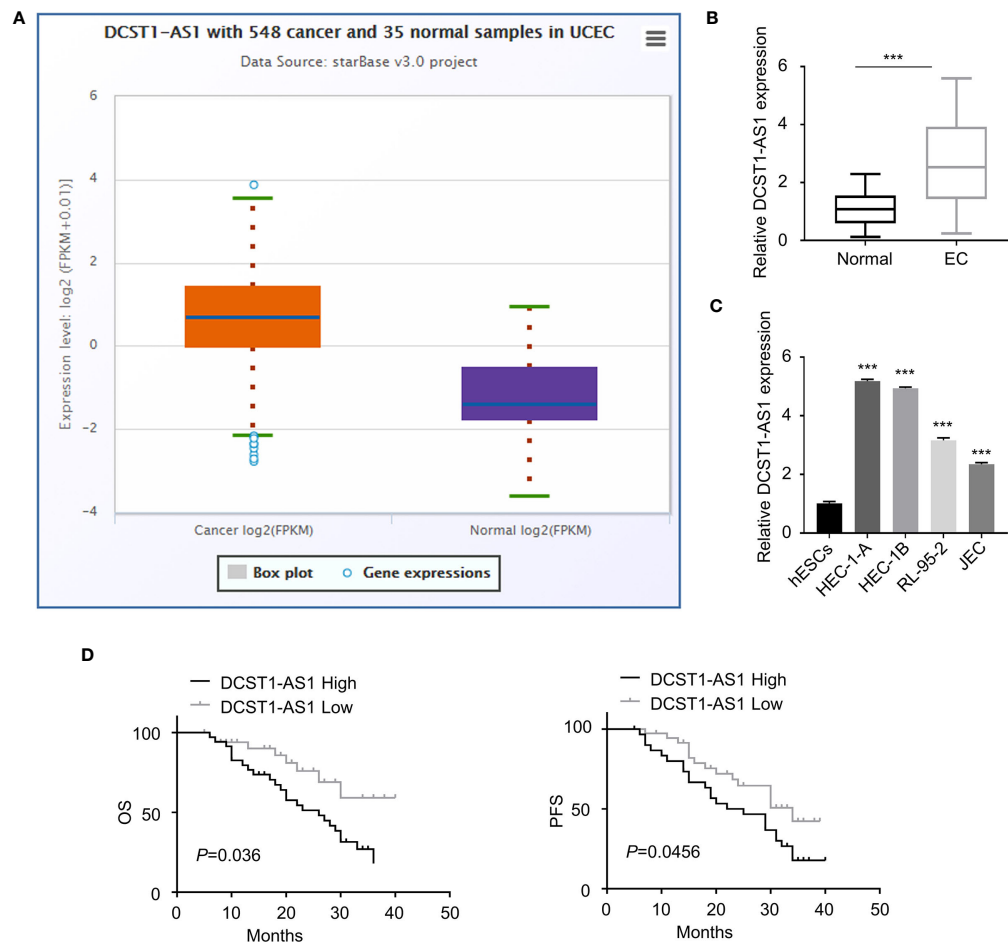 A
DCST1-AS1 with 548 cancer and 35 normal samples in UCEC
Data Source: starBase v3.0 project
Expression level: log2 (FPKM+0.01)]
6
4
2
0
−2
−4
Cancer log2(FPKM)
Normal log2(FPKM)
Box plot
Gene expressions
B
Relative DCST1-AS1 expression
6
4
2
0
***
Normal
EC
C
Relative DCST1-AS1 expression
6
4
2
0
***
***
***
***
hESCs
HEC-1-A
HEC-1B
RL-95-2
JEC
D
DCST1-AS1 High
DCST1-AS1 Low
OS
100
50
0
P=0.036
0 10 20 30 40 50
Months
DCST1-AS1 High
DCST1-AS1 Low
PFS
100
50
0
P=0.0456
0 10 20 30 40 50
Months